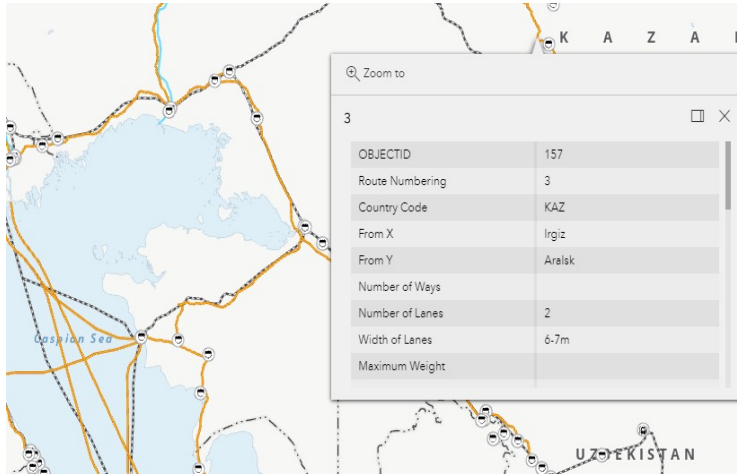 K A Z A
Zoom to
3
OBJECTID 157
Route Numbering 3
Country Code KAZ
From X Irgiz
From Y Aralsk
Number of Ways
Number of Lanes 2
Width of Lanes 6-7m
Maximum Weight
Caspian Sea
UZBEKISTAN